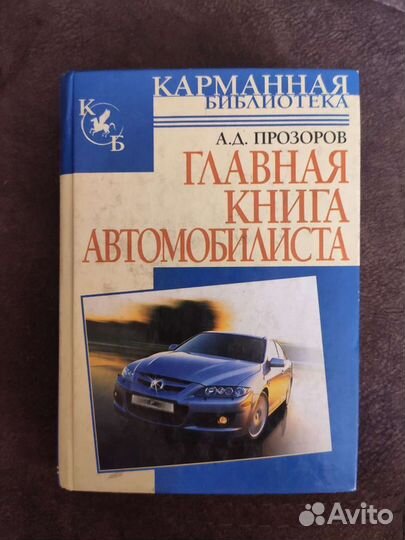 КАРМАННАЯ
БИБЛИОТЕКА
К
Б
А.Д. ПРОЗОРОВ
ГЛАВНАЯ
КНИГА
АВТОМОБИЛИСТА
Avito